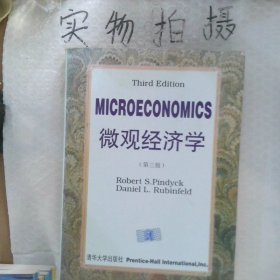 实物拍摄
Third Edition
MICROECONOMICS
微观经济学
（第三版）
Robert S.Pindyck
Daniel L. Rubinfeld
清华大学出版社 Prentice-Hall International,Inc.